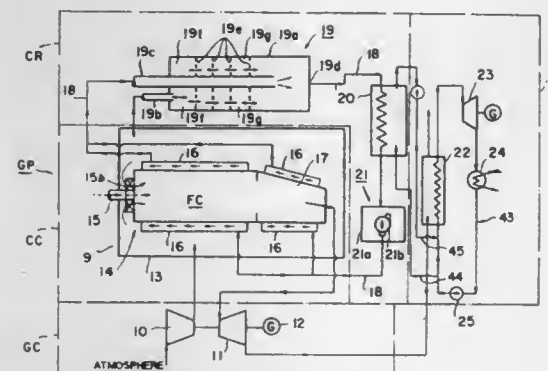 CR
19f 19e 19g 19a 19
19c
19d 18
23
18
20
G
19b
19f 19g
22
24
16
16
17
GP
15a
21
FC
43
15
21a 21b
45
CC
16
16
9
14
13
18
44
10
G 12
25
GC
11
ATMOSPHERE